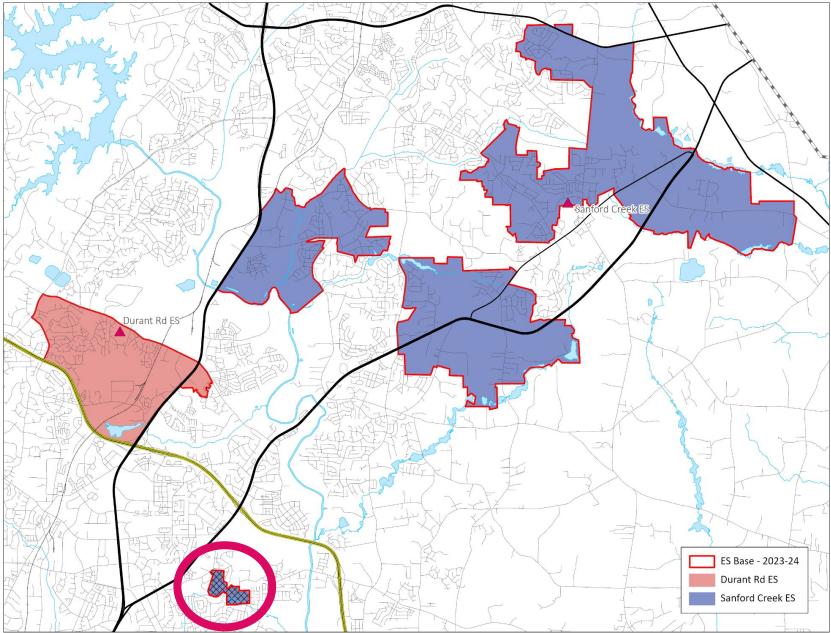 Sanford Creek ES
Durant Rd ES
ES Base - 2023-24
Durant Rd ES
Sanford Creek ES